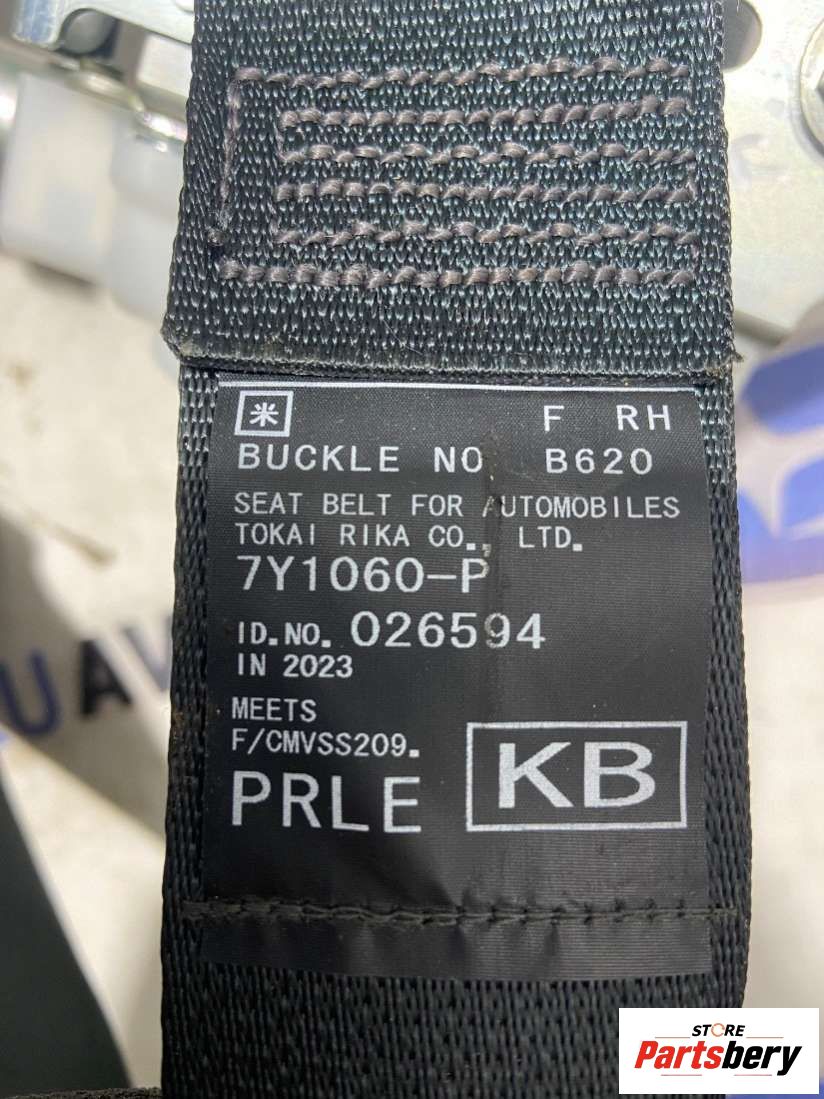 米 F RH
BUCKLE NO B620
SEAT BELT FOR AUTOMOBILES
TOKAI RIKA CO., LTD.
7Y1060-P
ID.NO. 026594
IN 2023
MEETS
F/CMVSS209.
PRLE KB
STORE
Partsbery